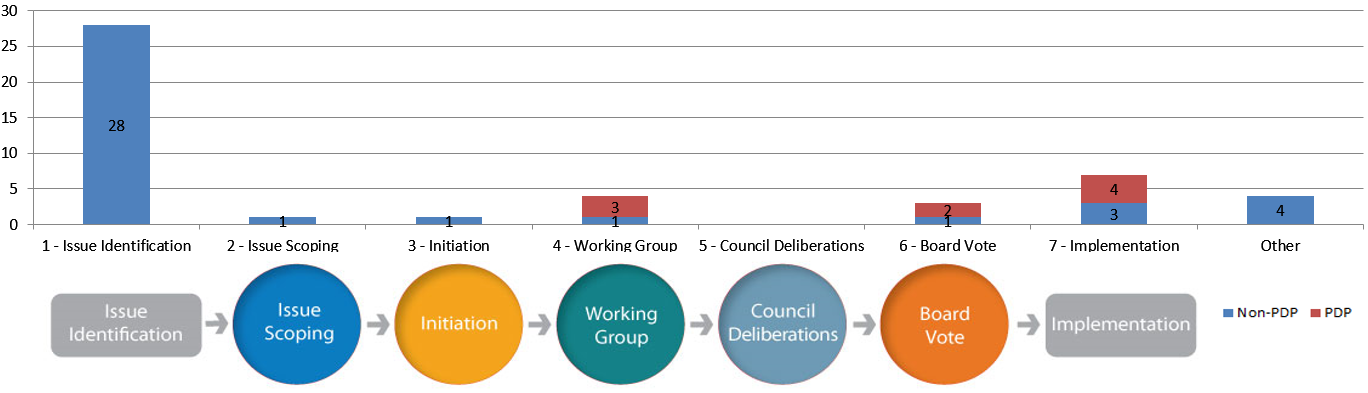 30
25
20
15
10
5
0
28
1
1
3
1
2
1
4
3
4
1 - Issue Identification
2 - Issue Scoping
3 - Initiation
4 - Working Group
5 - Council Deliberations
6 - Board Vote
7 - Implementation
Other
Issue
Identification
Issue
Scoping
Initiation
Working
Group
Council
Deliberations
Board
Vote
Implementation
Non-PDP
PDP